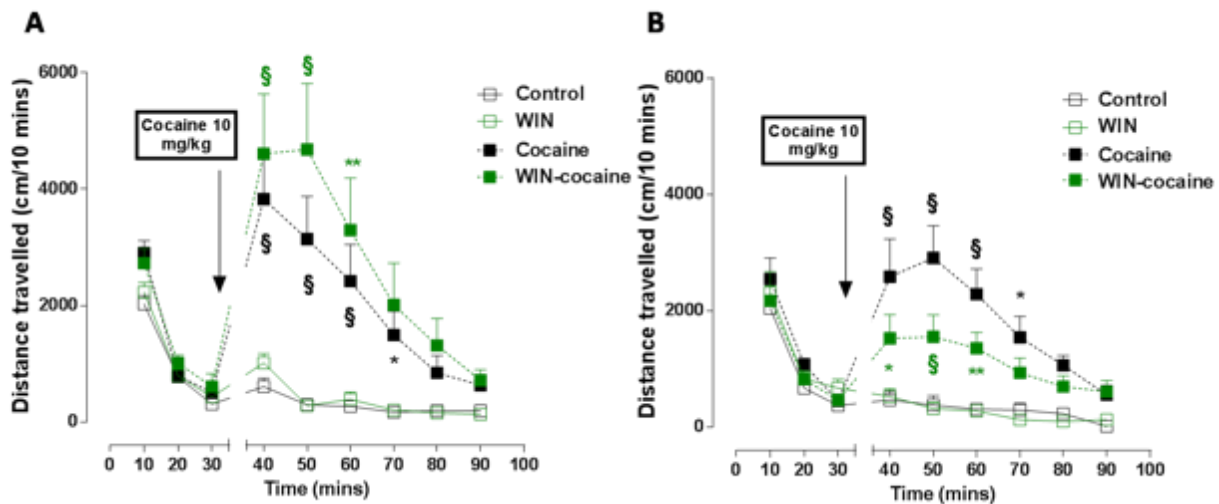 A
Distance travelled (cm/10 mins)
6000
4000
2000
0
Cocaine 10
mg/kg
§
§
**
§
§
§
*
Control
WIN
Cocaine
WIN-cocaine
0 10 20 30 40 50 60 70 80 90 100
Time (mins)
B
Distance travelled (cm/10 mins)
6000
4000
2000
0
Cocaine 10
mg/kg
§
§
§
*
*
§
**
Control
WIN
Cocaine
WIN-cocaine
0 10 20 30 40 50 60 70 80 90 100
Time (mins)